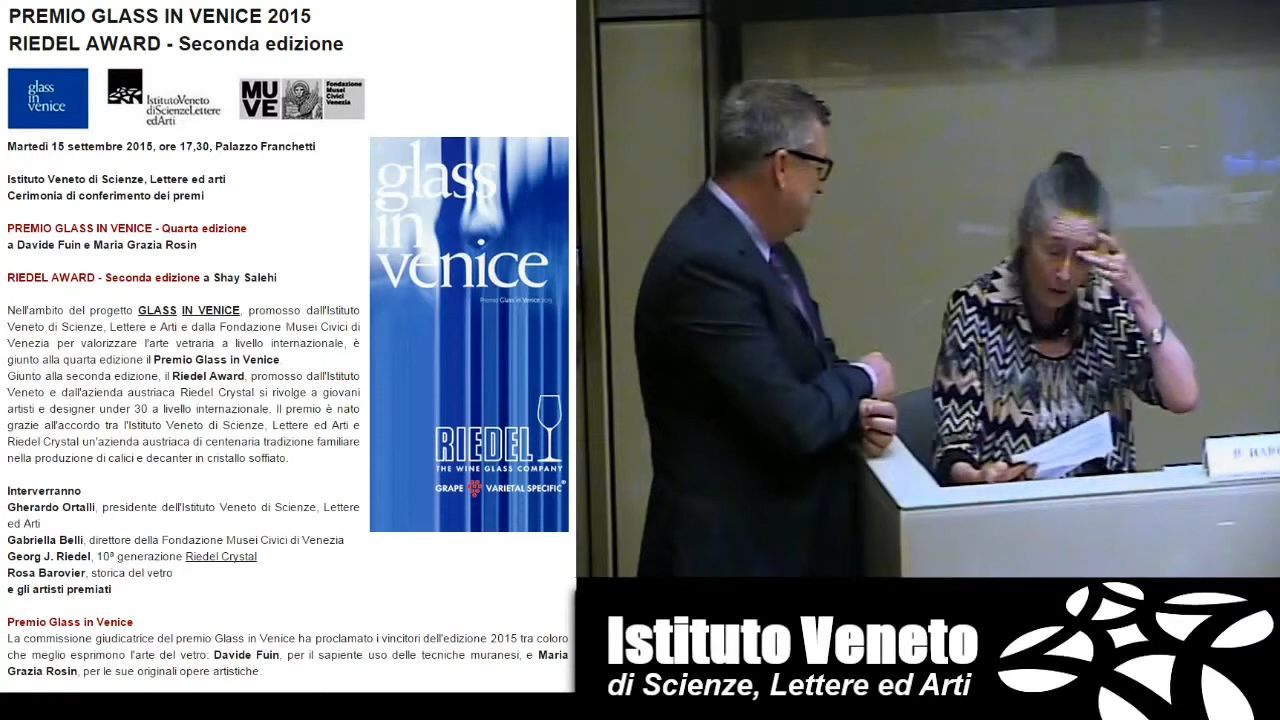 PREMIO GLASS IN VENICE 2015
RIEDEL AWARD - Seconda edizione
glass
in
venice
IstitutoVeneto
diScienzeLettere
edArti
MU
VE
Fondazione
Musei
Civici
Venezia
Martedì 15 settembre 2015, ore 17,30, Palazzo Franchetti
Istituto Veneto di Scienze, Lettere ed arti
Cerimonia di conferimento dei premi
PREMIO GLASS IN VENICE - Quarta edizione
a Davide Fuin e Maria Grazia Rosin
RIEDEL AWARD - Seconda edizione a Shay Salehi
Nell'ambito del progetto GLASS IN VENICE, promosso dall'Istituto
Veneto di Scienze, Lettere e Arti e dalla Fondazione Musei Civici di
Venezia per valorizzare l'arte vetraria a livello internazionale, è
giunto alla quarta edizione il Premio Glass in Venice.
Giunto alla seconda edizione, il Riedel Award, promosso dall'Istituto
Veneto e dall'azienda austriaca Riedel Crystal si rivolge a giovani
artisti e designer under 30 a livello internazionale. Il premio è nato
grazie all'accordo tra l'Istituto Veneto di Scienze, Lettere ed Arti e
Riedel Crystal un'azienda austriaca di centenaria tradizione familiare
nella produzione di calici e decanter in cristallo soffiato.
Interverranno
Gherardo Ortalli, presidente dell'Istituto Veneto di Scienze, Lettere
ed Arti
Gabriella Belli, direttore della Fondazione Musei Civici di Venezia
Georg J. Riedel, 10ª generazione Riedel Crystal
Rosa Barovier, storica del vetro
e gli artisti premiati
Premio Glass in Venice
La commissione giudicatrice del premio Glass in Venice ha proclamato i vincitori dell'edizione 2015 tra coloro
che meglio esprimono l'arte del vetro: Davide Fuin, per il sapiente uso delle tecniche muranesi, e Maria
Grazia Rosin, per le sue originali opere artistiche.
glass
in
venice
Premio Glass in Venice 2015
RIEDEL
THE WINE GLASS COMPANY
GRAPE VARIETAL SPECIFIC®
Istituto Veneto
di Scienze, Lettere ed Arti